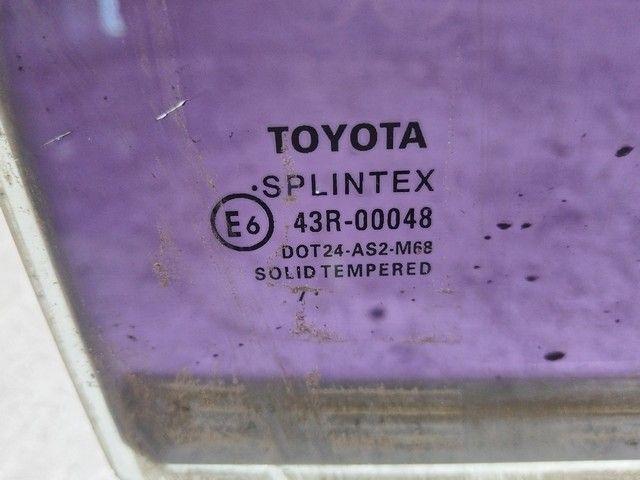 TOYOTA
SPLINTEX
E6 43R-00048
DOT24-AS2-M68
SOLID TEMPERED